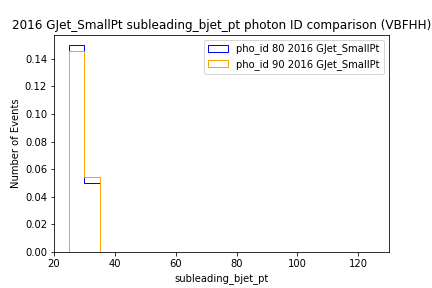 2016 GJet_SmallPt subleading_bjet_pt photon ID comparison (VBFHH)
pho_id 80 2016 GJet_SmallPt
pho_id 90 2016 GJet_SmallPt
Number of Events
0.14
0.12
0.10
0.08
0.06
0.04
0.02
0.00
20 40 60 80 100 120
subleading_bjet_pt